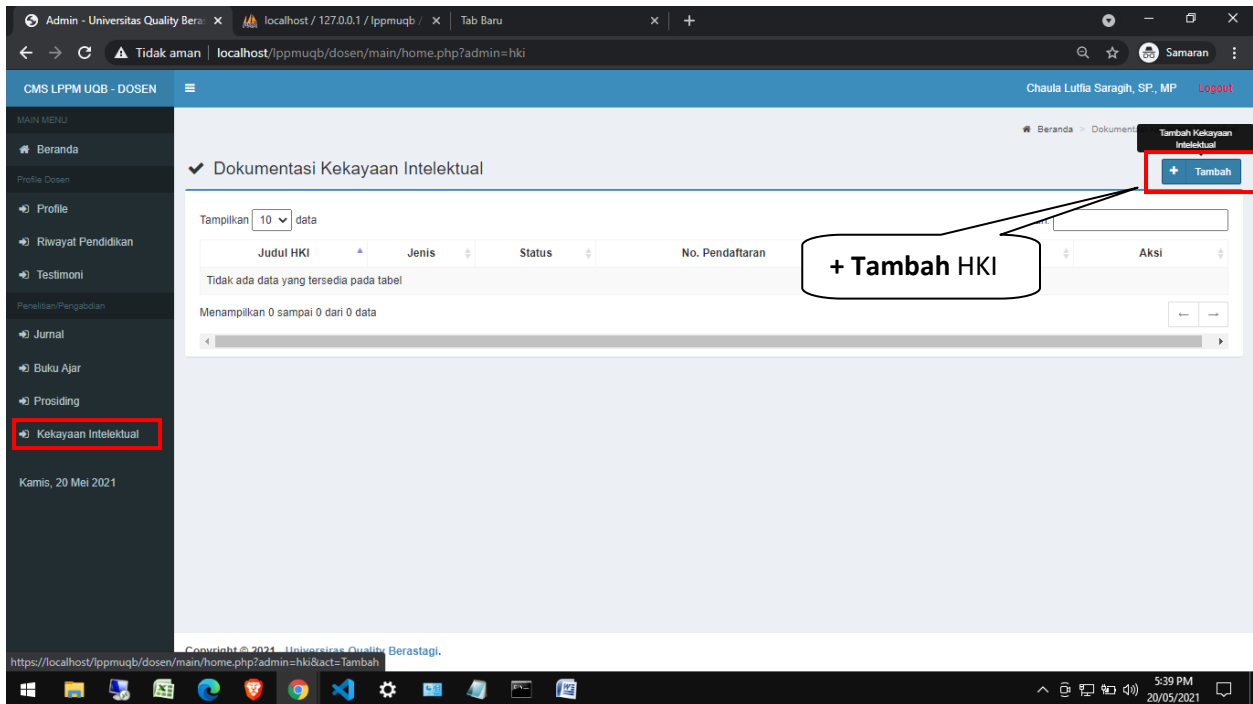 Admin - Universitas Quality Bera
localhost / 127.0.0.1 / lppmuqb /
Tab Baru
Tidak aman
localhost/lppmuqb/dosen/main/home.php?admin=hki
Samaran
CMS LPPM UQB - DOSEN
Chaula Lutfia Saragih, SP., MP
Logout
MAIN MENU
Beranda
Profile Dosen
Profile
Riwayat Pendidikan
Testimoni
Penelitian/Pengabdian
Jurnal
Buku Ajar
Prosiding
Kekayaan Intelektual
Kamis, 20 Mei 2021
Beranda > Dokument
Tambah Kekayaan
Intelektual
Dokumentasi Kekayaan Intelektual
+ Tambah
Tampilkan 10 data
Judul HKI
Jenis
Status
No. Pendaftaran
Aksi
+ Tambah HKI
Tidak ada data yang tersedia pada tabel
Menampilkan 0 sampai 0 dari 0 data
← →
Copyright © 2021 Universiras Quality Berastagi.
https://localhost/lppmuqb/dosen/main/home.php?admin=hki&act=Tambah
5:39 PM
20/05/2021